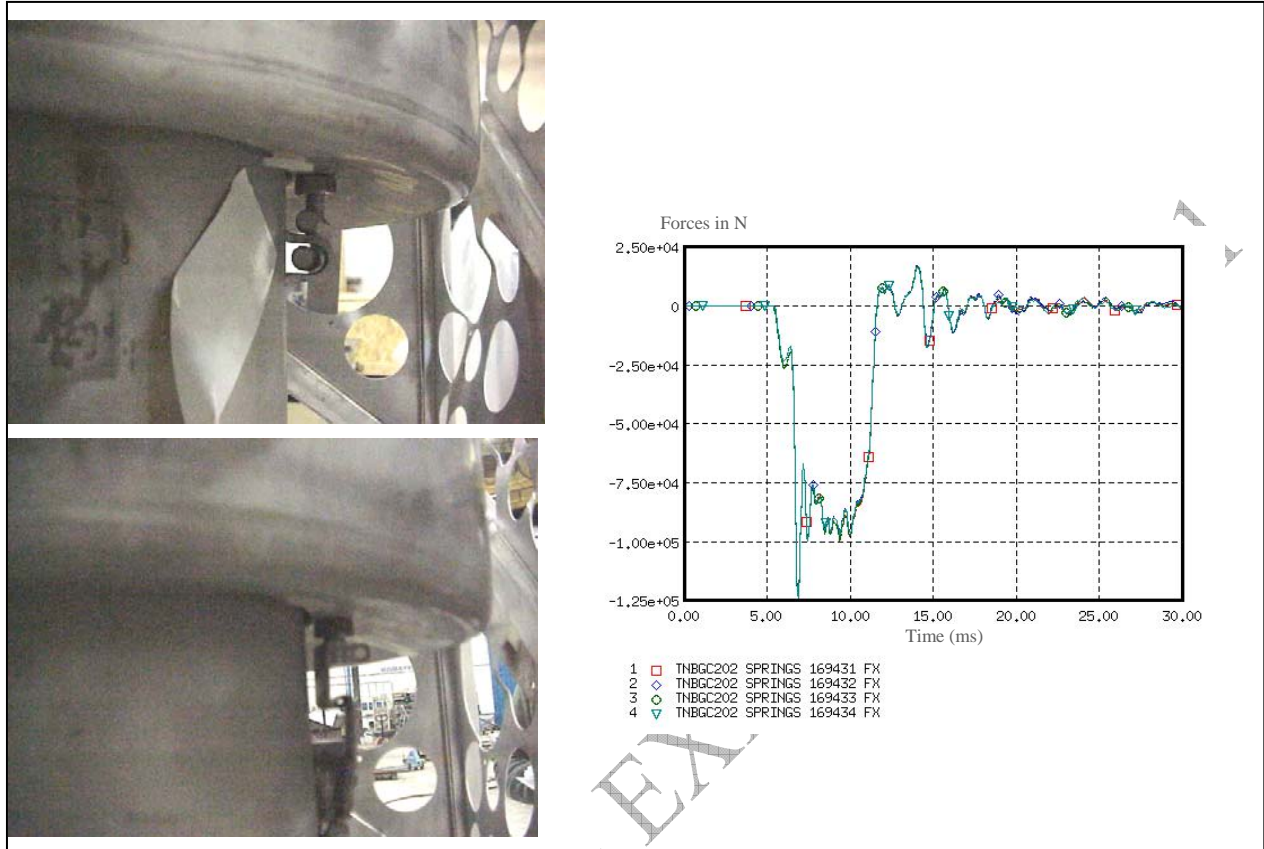 Forces in N
2.50e+04
0
-2.50e+04
-5.00e+04
-7.50e+04
-1.00e+05
-1.25e+05
0.00 5.00 10.00 15.00 20.00 25.00 30.00
Time (ms)
1 TNBGC202 SPRINGS 169431 FX
2 TNBGC202 SPRINGS 169432 FX
3 TNBGC202 SPRINGS 169433 FX
4 TNBGC202 SPRINGS 169434 FX